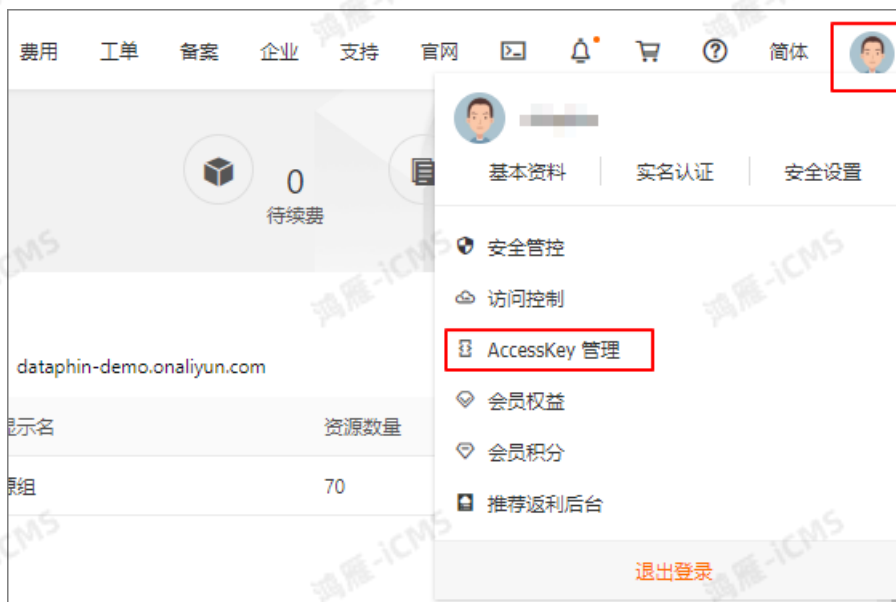 费用 工单 备案 企业 支持 官网 简体
0
待续费
基本资料 实名认证 安全设置
安全管控
访问控制
AccessKey 管理
dataphin-demo.onaliyun.com
会员权益
显示名 资源数量
会员积分
源组 70
推荐返利后台
退出登录
鸿雁-iCMS